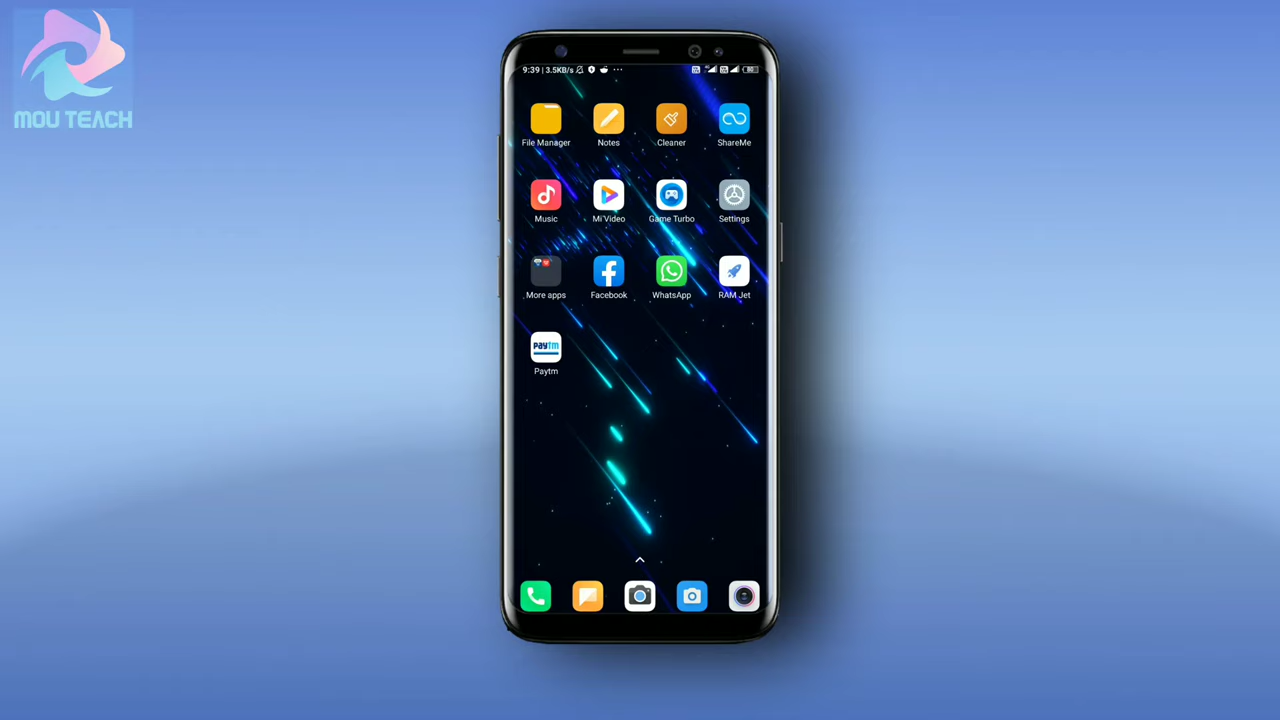 MOU TEACH
9:39 | 3.5KB/s ...
File Manager Notes Cleaner ShareMe
Music Mi Video Game Turbo Settings
More apps Facebook WhatsApp RAM Jet
paytm
Paytm